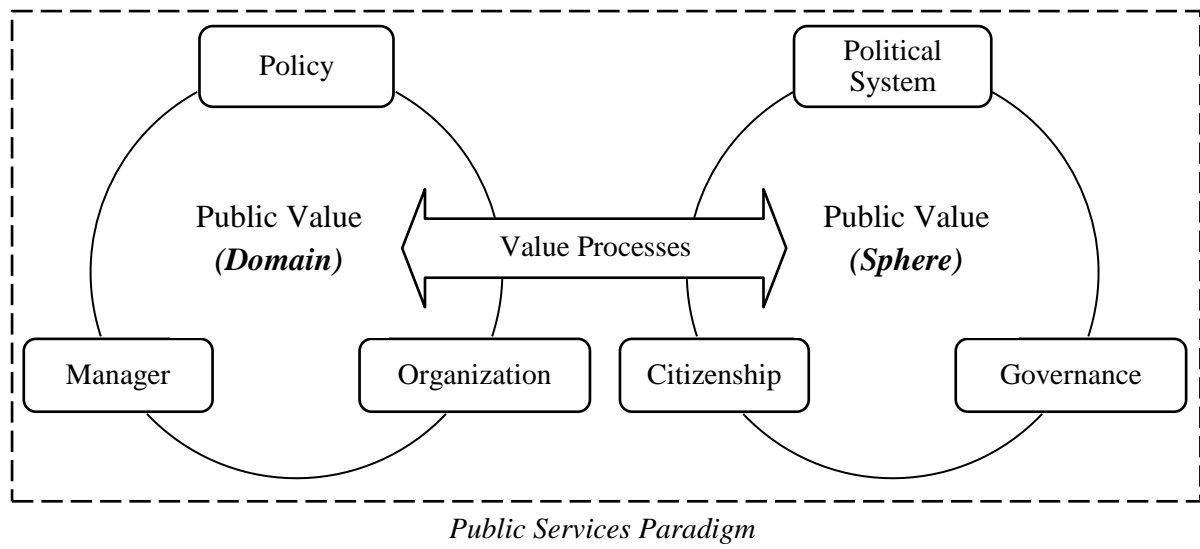 Policy
Political
System
Public Value
(Domain)
Value Processes
Public Value
(Sphere)
Manager
Organization
Citizenship
Governance
Public Services Paradigm